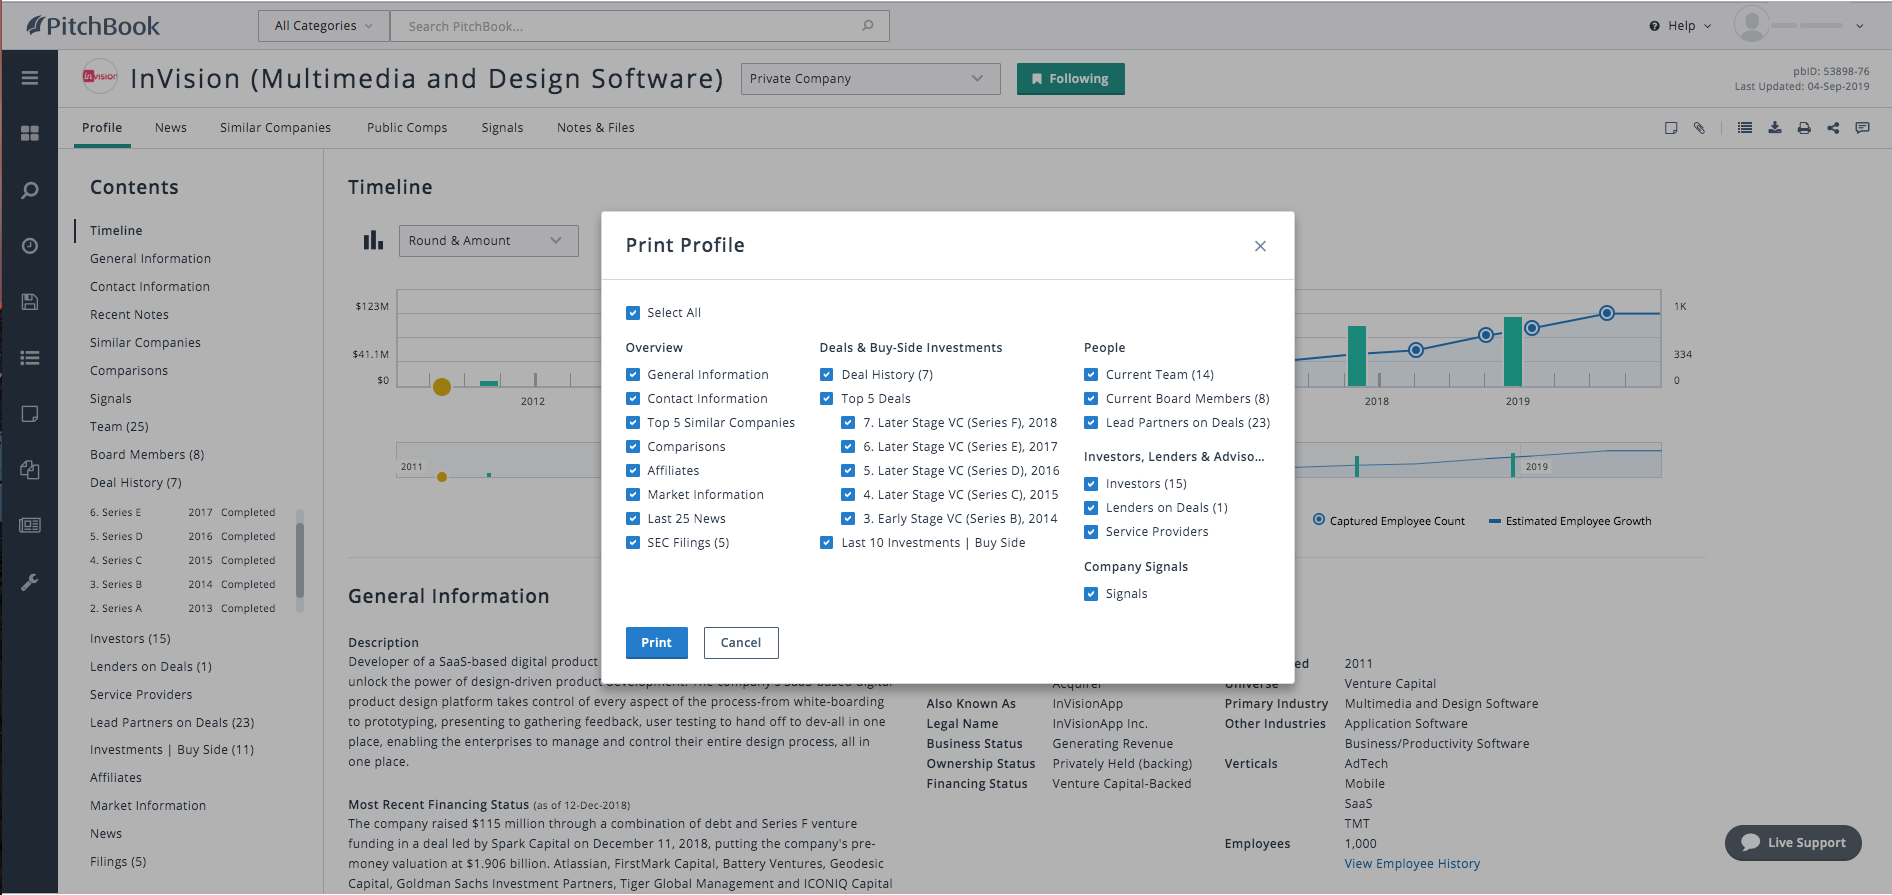 PitchBook
All Categories
Search PitchBook...
Help
invision
InVision (Multimedia and Design Software)
Private Company
Following
pbID: 53898-76
Last Updated: 04-Sep-2019
Profile
News
Similar Companies
Public Comps
Signals
Notes & Files
Contents
Timeline
General Information
Contact Information
Recent Notes
Similar Companies
Comparisons
Signals
Team (25)
Board Members (8)
Deal History (7)
6. Series E 2017 Completed
5. Series D 2016 Completed
4. Series C 2015 Completed
3. Series B 2014 Completed
2. Series A 2013 Completed
Investors (15)
Lenders on Deals (1)
Service Providers
Lead Partners on Deals (23)
Investments | Buy Side (11)
Affiliates
Market Information
News
Filings (5)
Timeline
Round & Amount
$123M
$41.1M
$0
2012
2018
2019
1K
334
0
2011
2019
Captured Employee Count
Estimated Employee Growth
Print Profile
Select All
Overview
General Information
Contact Information
Top 5 Similar Companies
Comparisons
Affiliates
Market Information
Last 25 News
SEC Filings (5)
Deals & Buy-Side Investments
Deal History (7)
Top 5 Deals
7. Later Stage VC (Series F), 2018
6. Later Stage VC (Series E), 2017
5. Later Stage VC (Series D), 2016
4. Later Stage VC (Series C), 2015
3. Early Stage VC (Series B), 2014
Last 10 Investments | Buy Side
People
Current Team (14)
Current Board Members (8)
Lead Partners on Deals (23)
Investors, Lenders & Adviso...
Investors (15)
Lenders on Deals (1)
Service Providers
Company Signals
Signals
Print
Cancel
General Information
Description
Developer of a SaaS-based digital product
unlock the power of design-driven product development. The company's SaaS-based digital
product design platform takes control of every aspect of the process-from white-boarding
to prototyping, presenting to gathering feedback, user testing to hand off to dev-all in one
place, enabling the enterprises to manage and control their entire design process, all in
one place.
Most Recent Financing Status (as of 12-Dec-2018)
The company raised $115 million through a combination of debt and Series F venture
funding in a deal led by Spark Capital on December 11, 2018, putting the company's pre-
money valuation at $1.906 billion. Atlassian, FirstMark Capital, Battery Ventures, Geodesic
Capital, Goldman Sachs Investment Partners, Tiger Global Management and ICONIQ Capital
Acquirer
Also Known As InVisionApp
Legal Name InVisionApp Inc.
Business Status Generating Revenue
Ownership Status Privately Held (backing)
Financing Status Venture Capital-Backed
ed 2011
Universe Venture Capital
Primary Industry Multimedia and Design Software
Other Industries Application Software
Business/Productivity Software
Verticals AdTech
Mobile
SaaS
TMT
Employees 1,000
View Employee History
Live Support